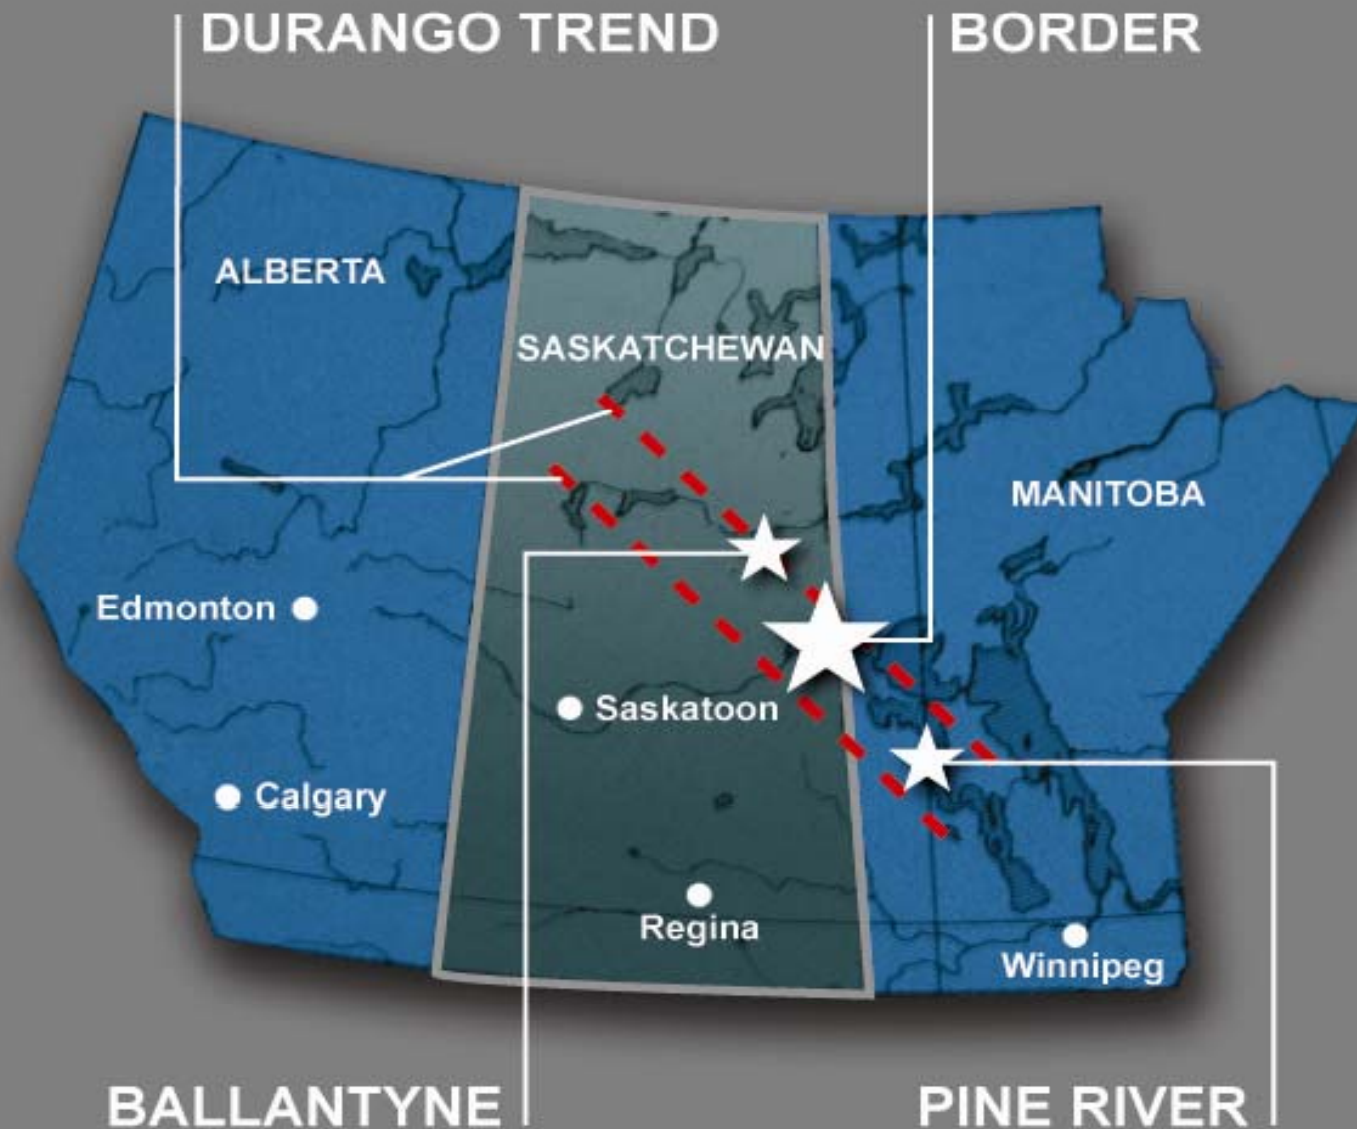 DURANGO TREND
BORDER
ALBERTA
SASKATCHEWAN
MANITOBA
Edmonton
Saskatoon
Calgary
Regina
Winnipeg
BALLANTYNE
PINE RIVER